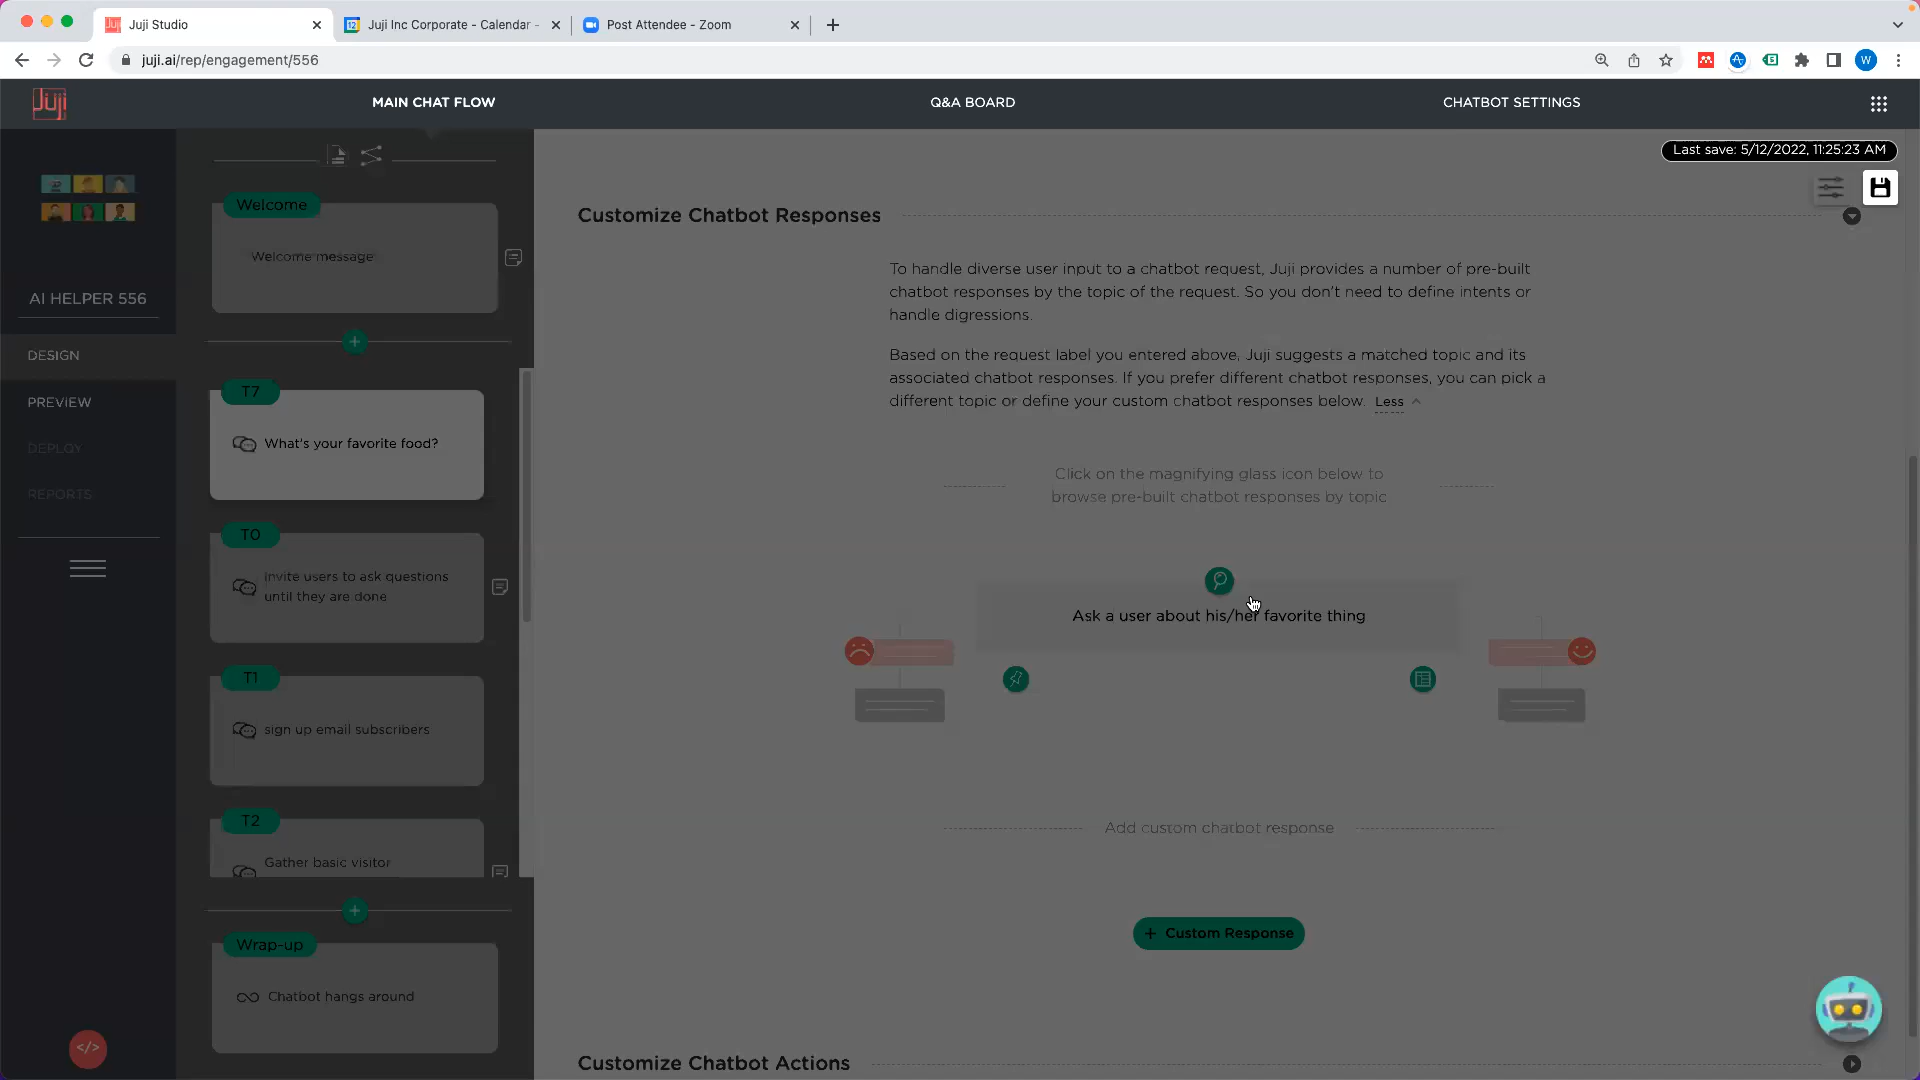 Juji Studio
Juji Inc Corporate - Calendar -
Post Attendee - Zoom
juji.ai/rep/engagement/556
W
Juji
MAIN CHAT FLOW
Q&A BOARD
CHATBOT SETTINGS
Last save: 5/12/2022, 11:25:23 AM
AI HELPER 556
DESIGN
PREVIEW
DEPLOY
REPORTS
</>
Welcome
Welcome message
T7
What's your favorite food?
T0
Invite users to ask questions
until they are done
T1
sign up email subscribers
T2
Gather basic visitor
Wrap-up
Chatbot hangs around
Customize Chatbot Responses
To handle diverse user input to a chatbot request, Juji provides a number of pre-built
chatbot responses by the topic of the request. So you don't need to define intents or
handle digressions.
Based on the request label you entered above, Juji suggests a matched topic and its
associated chatbot responses. If you prefer different chatbot responses, you can pick a
different topic or define your custom chatbot responses below. Less
Click on the magnifying glass icon below to
browse pre-built chatbot responses by topic
Ask a user about his/her favorite thing
Add custom chatbot response
+ Custom Response
Customize Chatbot Actions